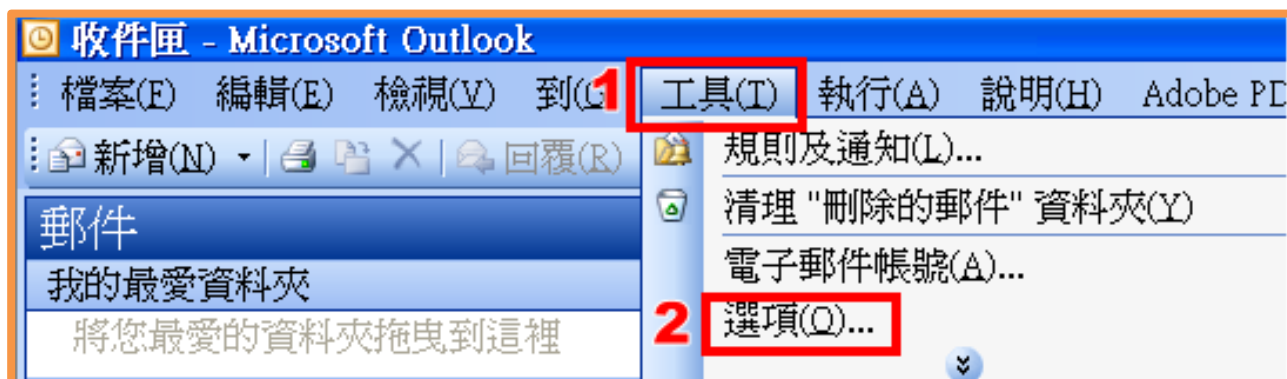 收件匣 - Microsoft Outlook
檔案(F) 編輯(E) 檢視(V) 到(G 1 工具(T) 執行(A) 說明(H) Adobe PD
新增(N) 回覆(R)
規則及通知(L)...
清理 "刪除的郵件" 資料夾(Y)
郵件
電子郵件帳號(A)...
我的最愛資料夾
2 選項(O)...
將您最愛的資料夾拖曳到這裡